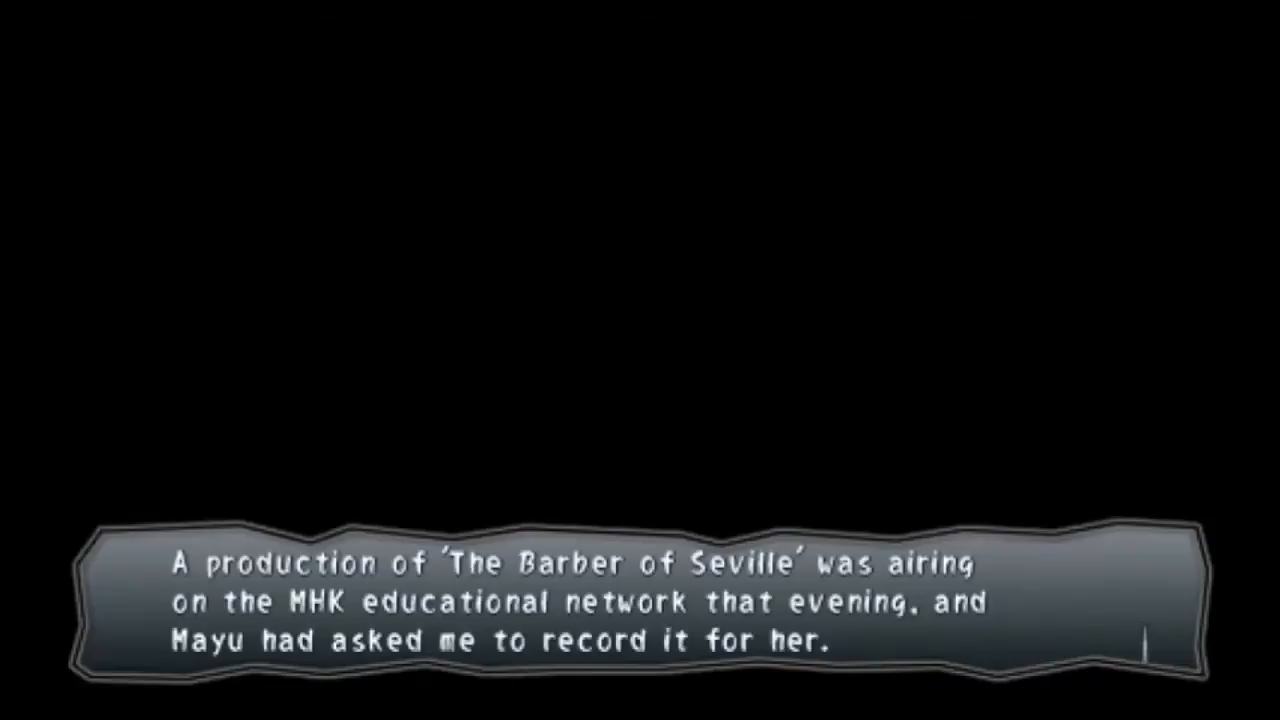 A production of 'The Barber of Seville' was airing
on the MHK educational network that evening, and
Mayu had asked me to record it for her.